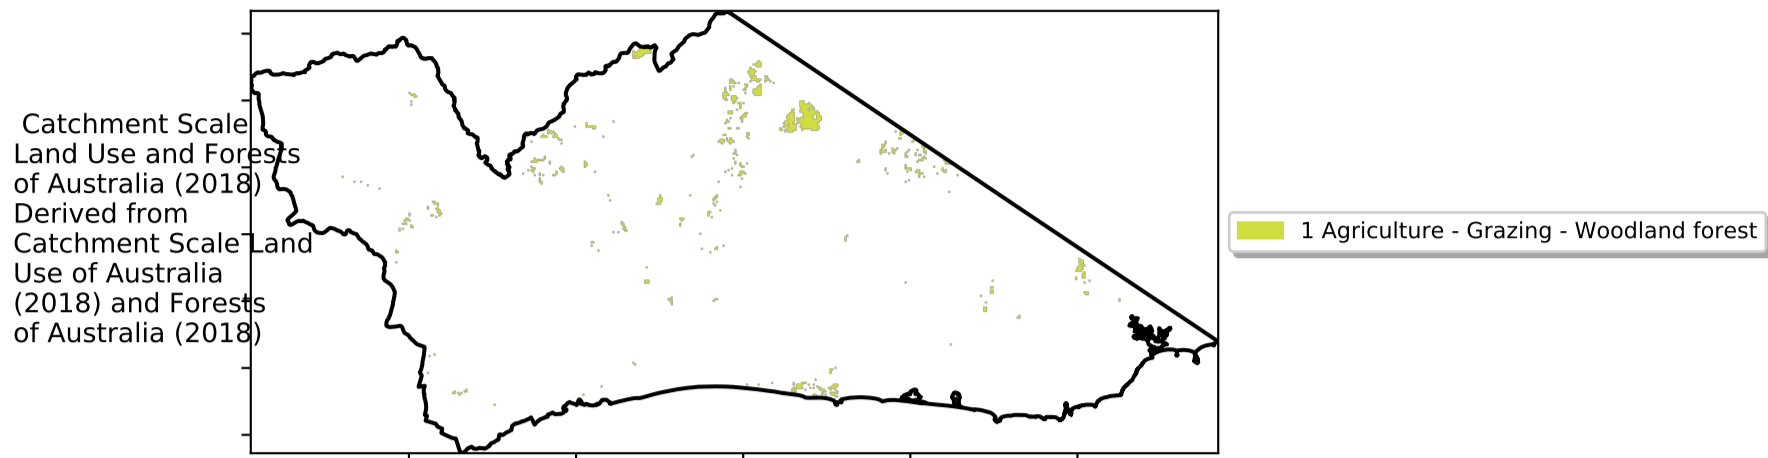 Catchment Scale
Land Use and Forests
of Australia (2018)
Derived from
Catchment Scale Land
Use of Australia
(2018) and Forests
of Australia (2018)
1 Agriculture - Grazing - Woodland forest